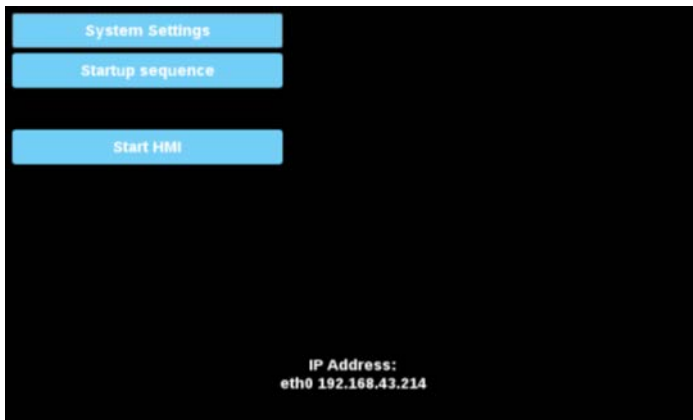 System Settings
Startup sequence
Start HMI
IP Address:
eth0 192.168.43.214